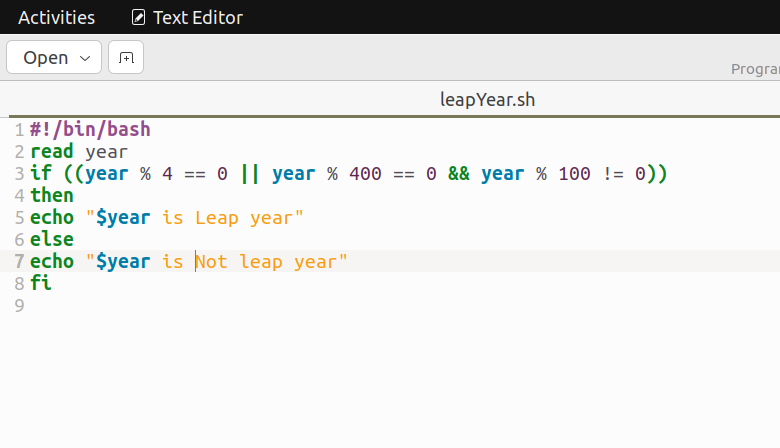 Activities Text Editor
Open
Progra
leapYear.sh
1 #!/bin/bash
2 read year
3 if ((year % 4 == 0 || year % 400 == 0 && year % 100 != 0))
4 then
5 echo "$year is Leap year"
6 else
7 echo "$year is Not leap year"
8 fi
9